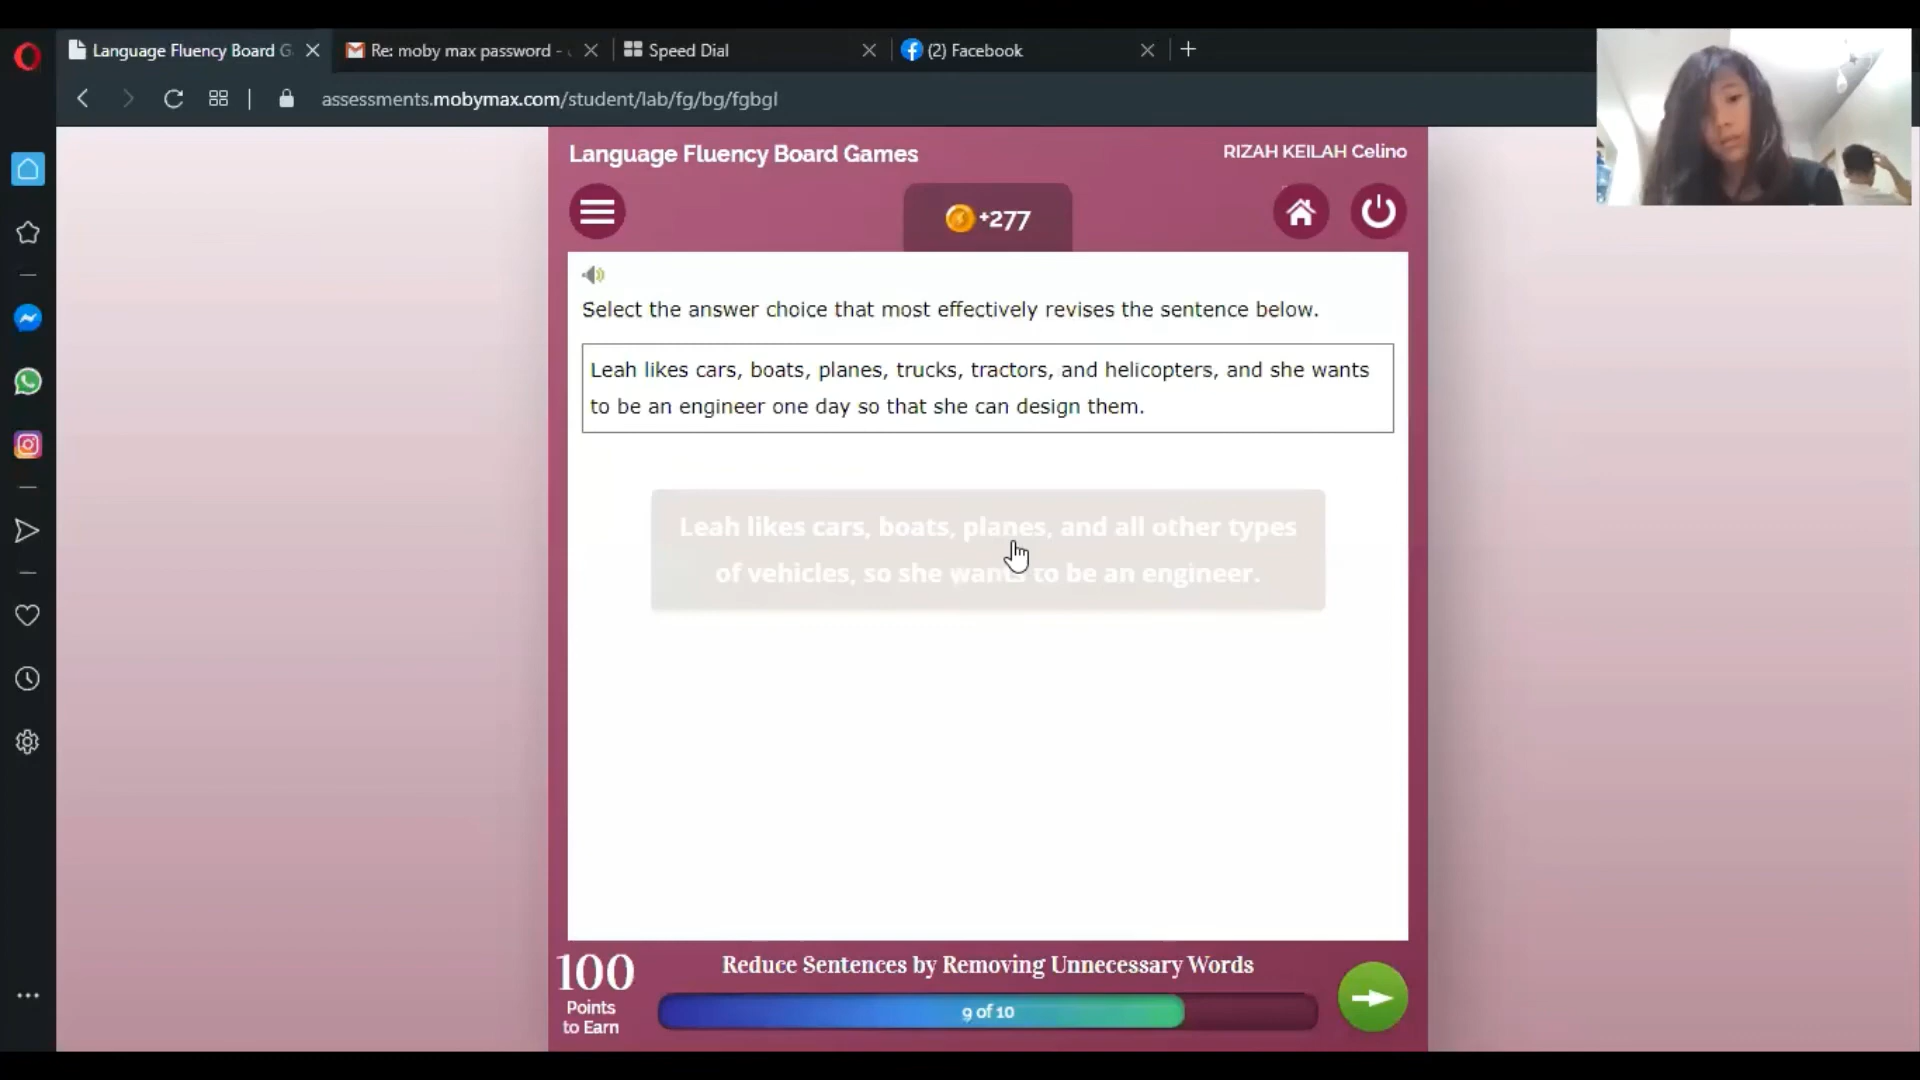 Language Fluency Board G
Re: moby max password -
Speed Dial
(2) Facebook
assessments.mobymax.com/student/lab/fg/bg/fgbgl
Language Fluency Board Games
RIZAH KEILAH Celino
+277
Select the answer choice that most effectively revises the sentence below.
Leah likes cars, boats, planes, trucks, tractors, and helicopters, and she wants
to be an engineer one day so that she can design them.
Leah likes cars, boats, planes, and all other types
of vehicles, so she wants to be an engineer.
100
Points
to Earn
Reduce Sentences by Removing Unnecessary Words
9 of 10